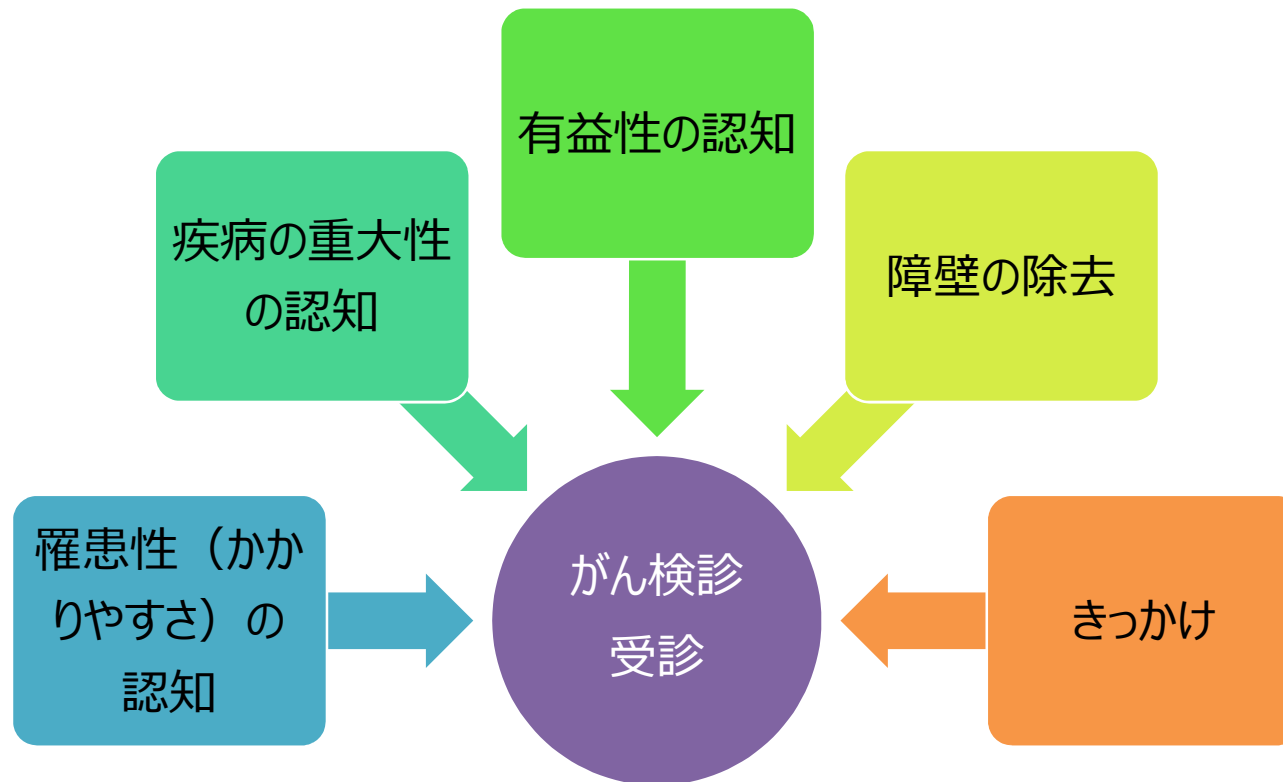 有益性の認知
疾病の重大性
の認知
障壁の除去
罹患性（かか
りやすさ）の
認知
がん検診
受診
きっかけ